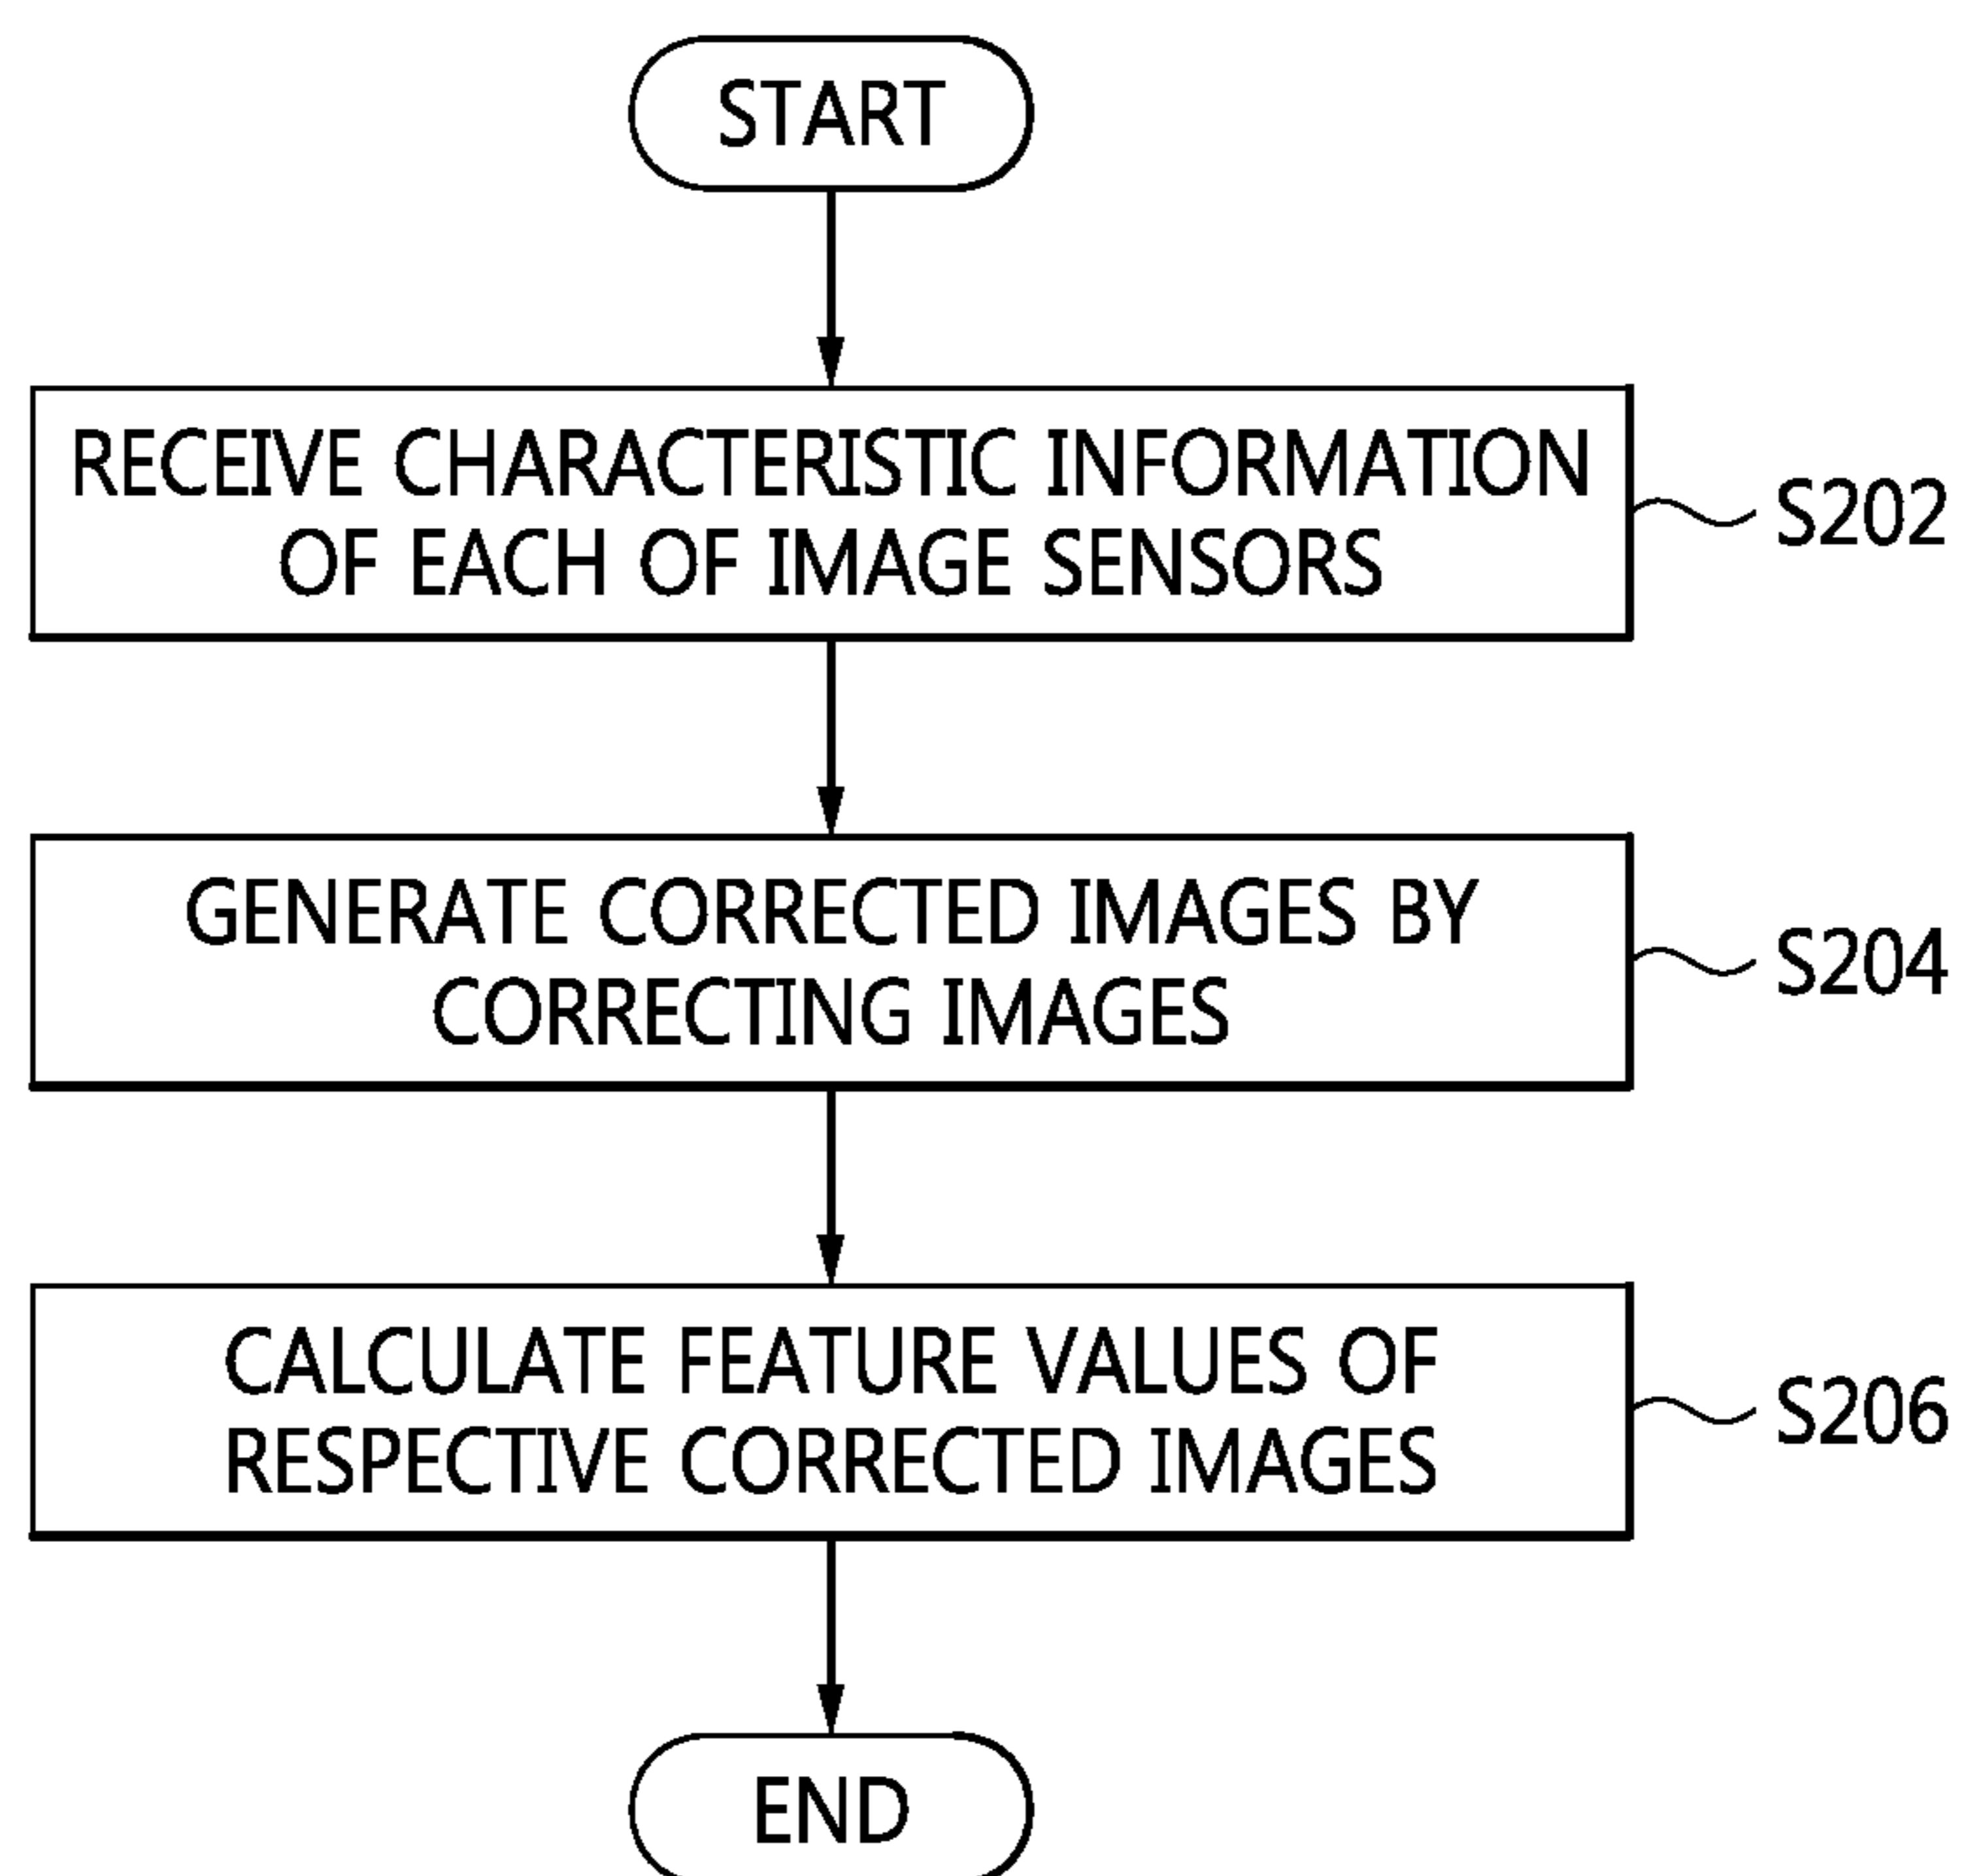 START
RECEIVE CHARACTERISTIC INFORMATION
OF EACH OF IMAGE SENSORS
S202
GENERATE CORRECTED IMAGES BY
CORRECTING IMAGES
S204
CALCULATE FEATURE VALUES OF
RESPECTIVE CORRECTED IMAGES
S206
END